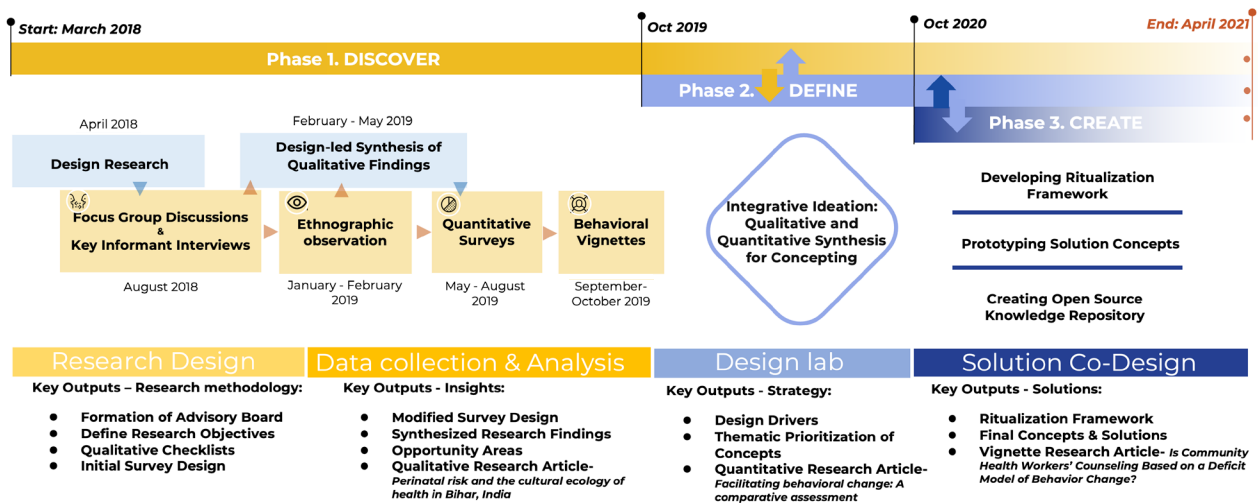 Start: March 2018
Oct 2019
Oct 2020
End: April 2021
Phase 1. DISCOVER
Phase 2. DEFINE
Phase 3. CREATE
April 2018
Design Research
February - May 2019
Design-led Synthesis of
Qualitative Findings
Focus Group Discussions
&
Key Informant Interviews
August 2018
Ethnographic
observation
January - February
2019
Quantitative
Surveys
May - August
2019
Behavioral
Vignettes
September-
October 2019
Integrative Ideation:
Qualitative and
Quantitative Synthesis
for Concepting
Developing Ritualization
Framework
Prototyping Solution Concepts
Creating Open Source
Knowledge Repository
Research Design
Key Outputs – Research methodology:
● Formation of Advisory Board
● Define Research Objectives
● Qualitative Checklists
● Initial Survey Design
Data collection & Analysis
Key Outputs - Insights:
● Modified Survey Design
● Synthesized Research Findings
● Opportunity Areas
● Qualitative Research Article-
Perinatal risk and the cultural ecology of
health in Bihar, India
Design lab
Key Outputs - Strategy:
● Design Drivers
● Thematic Prioritization of
Concepts
● Quantitative Research Article-
Facilitating behavioral change: A
comparative assessment
Solution Co-Design
Key Outputs - Solutions:
● Ritualization Framework
● Final Concepts & Solutions
● Vignette Research Article- Is Community
Health Workers' Counseling Based on a Deficit
Model of Behavior Change?